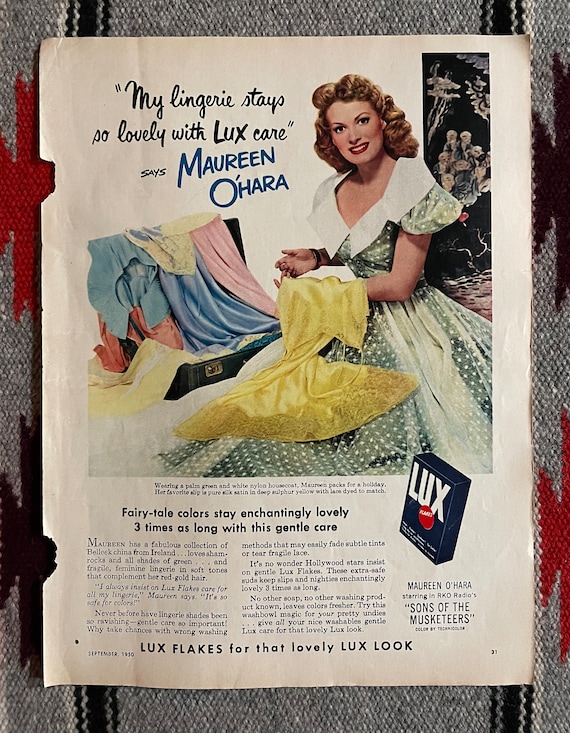 "My lingerie stays
so lovely with LUX care"
SAYS MAUREEN
O'HARA
Wearing a palm green and white nylon housecoat, Maureen packs for a holiday.
Her favorite slip is pure silk satin in deep sulphur yellow with lace dyed to match.
Fairy-tale colors stay enchantingly lovely
3 times as long with this gentle care
MAUREEN has a fabulous collection of
Belleek china from Ireland . . . loves sham-
rocks and all shades of green . . . and
fragile, feminine lingerie in soft tones
that complement her red-gold hair.
"I always insist on Lux Flakes care for
all my lingerie," Maureen says. "It's so
safe for colors!"
Never before have lingerie shades been
so ravishing—gentle care so important!
Why take chances with wrong washing
methods that may easily fade subtle tints
or tear fragile lace.
It's no wonder Hollywood stars insist
on gentle Lux Flakes. These extra-safe
suds keep slips and nighties enchantingly
lovely 3 times as long.
No other soap, no other washing prod-
uct known, leaves colors fresher. Try this
washbowl magic for your pretty undies
. . . give all your nice washables gentle
Lux care for that lovely Lux look.
LUX
FLAKES
MAUREEN O'HARA
starring in RKO Radio's
"SONS OF THE
MUSKETEERS"
COLOR BY TECHNICOLOR
SEPTEMBER, 1950
LUX FLAKES for that lovely LUX LOOK
31